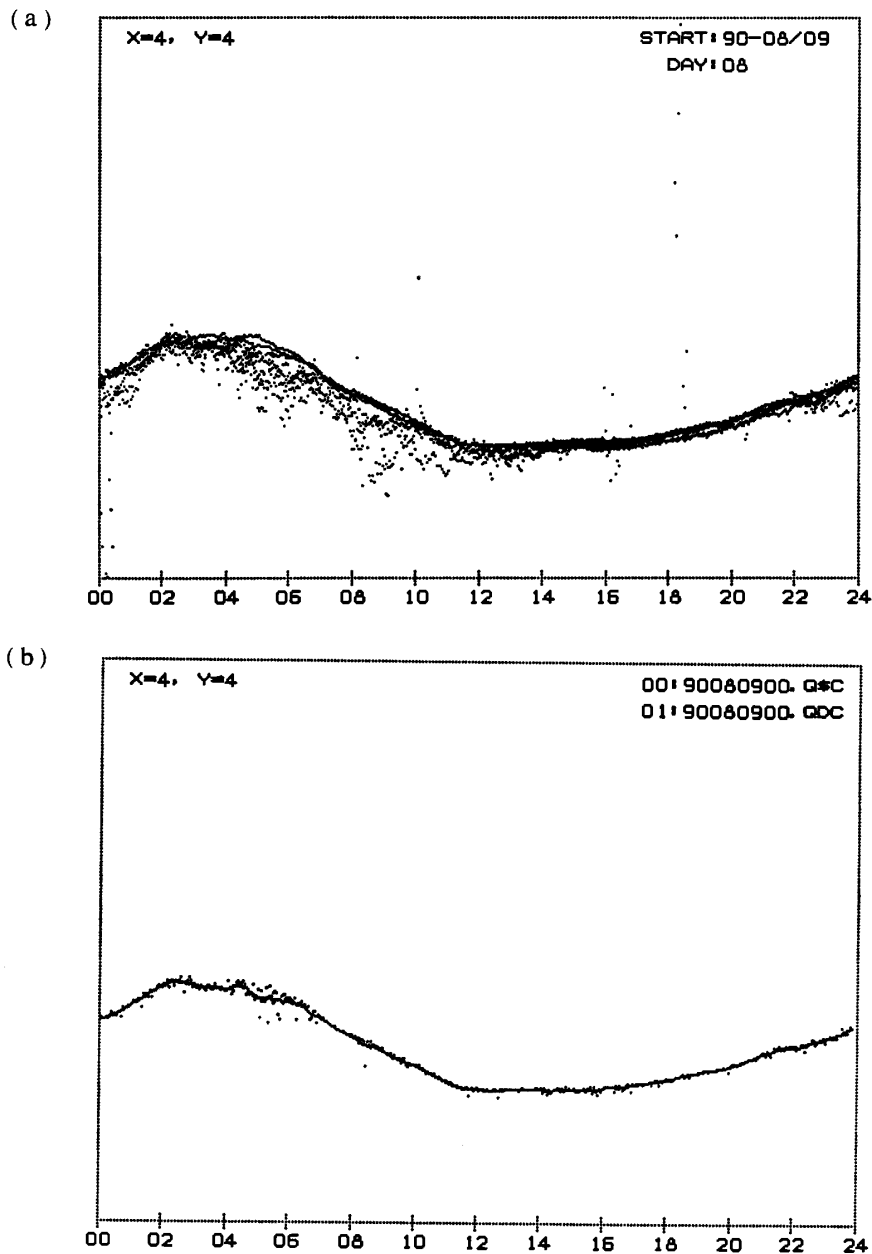 (a)
X=4, Y=4
START:90-08/09
DAY:08
00 02 04 06 08 10 12 14 16 18 20 22 24
(b)
X=4, Y=4
00:90080900.Q*C
01:90080900.QDC
00 02 04 06 08 10 12 14 16 18 20 22 24